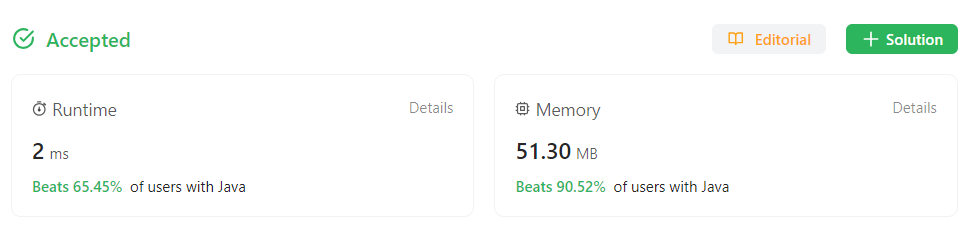 Accepted
Editorial
Solution
Runtime
Details
2 ms
Beats 65.45% of users with Java
Memory
Details
51.30 MB
Beats 90.52% of users with Java